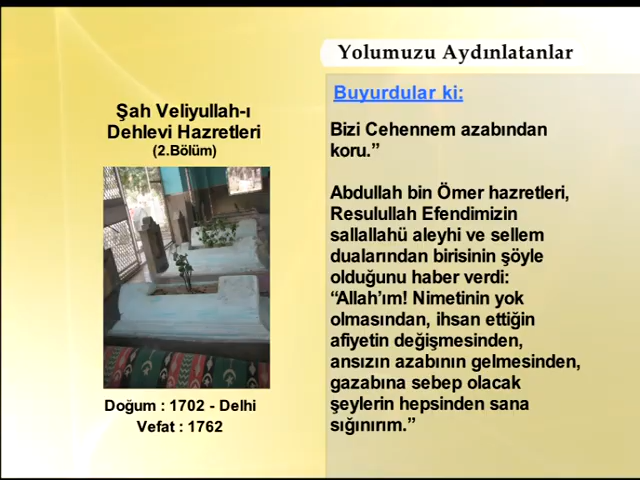 Yolumuzu Aydınlatanlar
Şah Veliyullah-ı
Dehlevi Hazretleri
(2.Bölüm)
Doğum : 1702 - Delhi
Vefat : 1762
Buyurdular ki:
Bizi Cehennem azabından
koru.”
Abdullah bin Ömer hazretleri,
Resulullah Efendimizin
sallallahü aleyhi ve sellem
dualarından birisinin şöyle
olduğunu haber verdi:
“Allah’ım! Nimetinin yok
olmasından, ihsan ettiğin
afiyetin değişmesinden,
ansızın azabının gelmesinden,
gazabına sebep olacak
şeylerin hepsinden sana
sığınırım.”